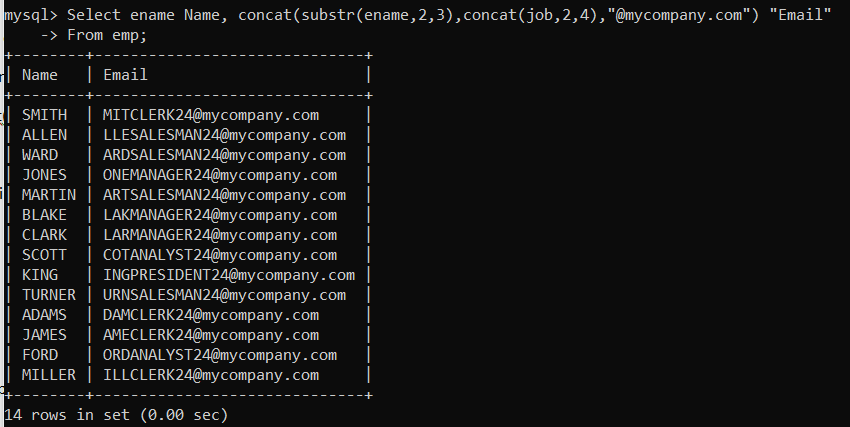 mysql> Select ename Name, concat(substr(ename,2,3),concat(job,2,4),"@mycompany.com") "Email"
    -> From emp;
+--------+-----------------------------+
| Name   | Email                       |
+--------+-----------------------------+
| SMITH  | MITCLERK24@mycompany.com     |
| ALLEN  | LLESALESMAN24@mycompany.com  |
| WARD   | ARDSALESMAN24@mycompany.com  |
| JONES  | ONEMANAGER24@mycompany.com   |
| MARTIN | ARTSALESMAN24@mycompany.com  |
| BLAKE  | LAKMANAGER24@mycompany.com   |
| CLARK  | LARMANAGER24@mycompany.com   |
| SCOTT  | COTANALYST24@mycompany.com   |
| KING   | INGPRESIDENT24@mycompany.com |
| TURNER | URNSALESMAN24@mycompany.com  |
| ADAMS  | DAMCLERK24@mycompany.com     |
| JAMES  | AMECLERK24@mycompany.com     |
| FORD   | ORDANALYST24@mycompany.com   |
| MILLER | ILLCLERK24@mycompany.com     |
+--------+-----------------------------+
14 rows in set (0.00 sec)